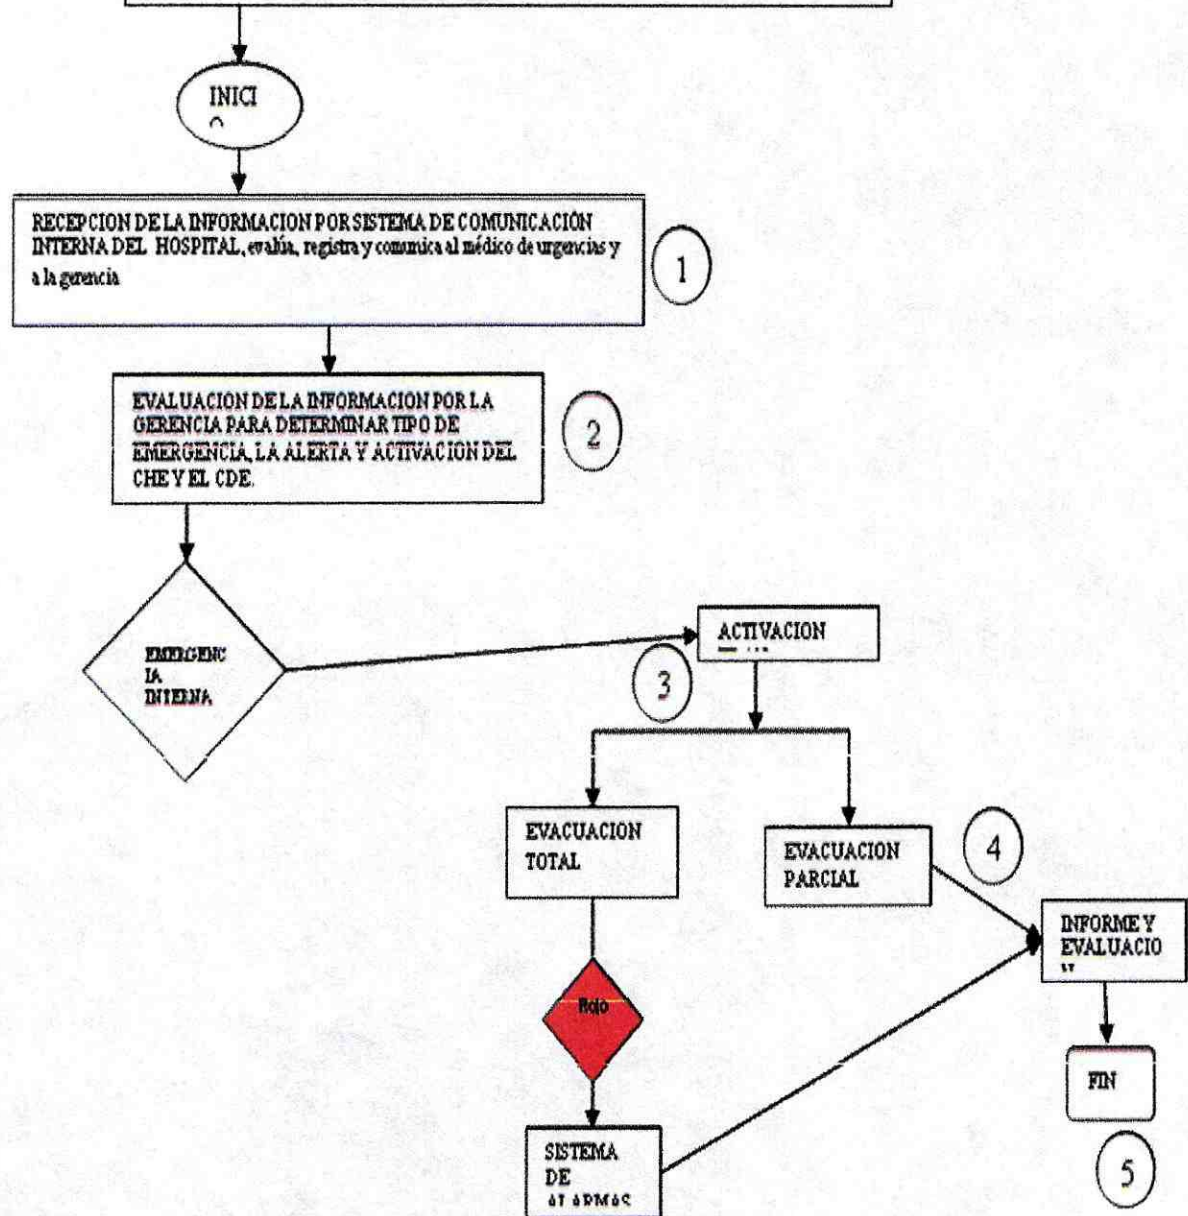 INICI
RECEPCION DE LA INFORMACION POR SISTEMA DE COMUNICACIÓN
INTERNA DEL HOSPITAL, evalúa, registra y comunica al médico de urgencias y
a la gerencia
1
EVALUACION DE LA INFORMACION POR LA
GERENCIA PARA DETERMINAR TIPO DE
EMERGENCIA, LA ALERTA Y ACTIVACION DEL
CHE Y EL CDE.
2
EMERGENC
IA
INTERNA
ACTIVACION
3
EVACUACION
TOTAL
EVACUACION
PARCIAL
4
INFORME Y
EVALUACIO
Rojo
FIN
SISTEMA
DE
ALARMAS
5